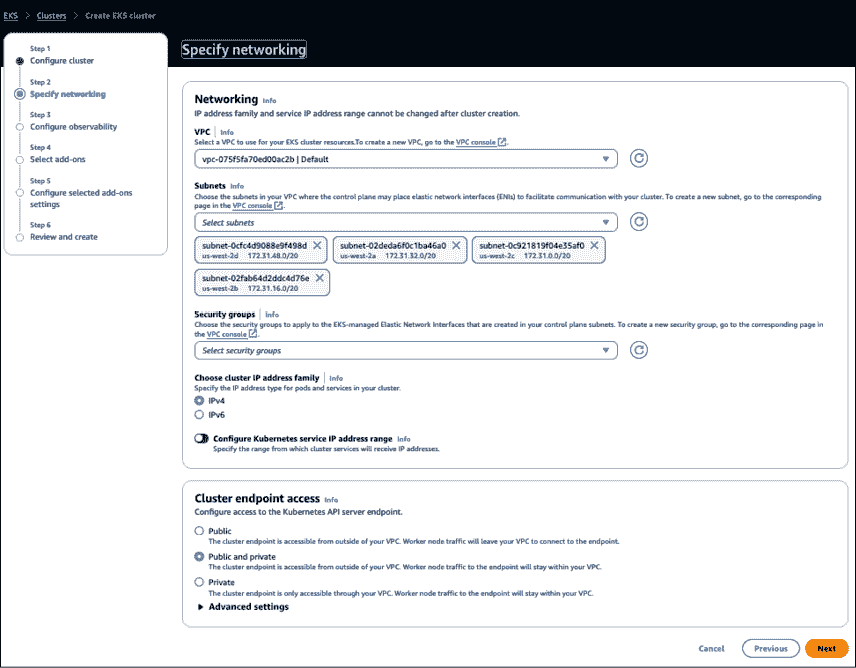 EKS > Clusters > Create EKS cluster
Step 1
Configure cluster
Step 2
Specify networking
Step 3
Configure observability
Step 4
Select add-ons
Step 5
Configure selected add-ons
settings
Step 6
Review and create
Specify networking
Networking Info
IP address family and service IP address range cannot be changed after cluster creation.
VPC | Info
Select a VPC to use for your EKS cluster resources.To create a new VPC, go to the VPC console.
vpc-075f5fa70ed00ac2b | Default
Subnets Info
Choose the subnets in your VPC where the control plane may place elastic network interfaces (ENIs) to facilitate communication with your cluster. To create a new subnet, go to the corresponding
page in the VPC console.
Select subnets
subnet-0cfc4d9088e9f498d subnet-02deda6f0c1ba46a0 subnet-0c921819f04e35af0
us-west-2d 172.31.48.0/20 us-west-2a 172.31.32.0/20 us-west-2c 172.31.0.0/20
subnet-02fab64d2ddc4d76e
us-west-2b 172.31.16.0/20
Security groups | Info
Choose the security groups to apply to the EKS-managed Elastic Network Interfaces that are created in your control plane subnets. To create a new security group, go to the corresponding page in
the VPC console.
Select security groups
Choose cluster IP address family | Info
Specify the IP address type for pods and services in your cluster.
IPv4
IPv6
Configure Kubernetes service IP address range Info
Specify the range from which cluster services will receive IP addresses.
Cluster endpoint access Info
Configure access to the Kubernetes API server endpoint.
Public
The cluster endpoint is accessible from outside of your VPC. Worker node traffic will leave your VPC to connect to the endpoint.
Public and private
The cluster endpoint is accessible from outside of your VPC. Worker node traffic to the endpoint will stay within your VPC.
Private
The cluster endpoint is only accessible through your VPC. Worker node traffic to the endpoint will stay within your VPC.
Advanced settings
Cancel Previous Next